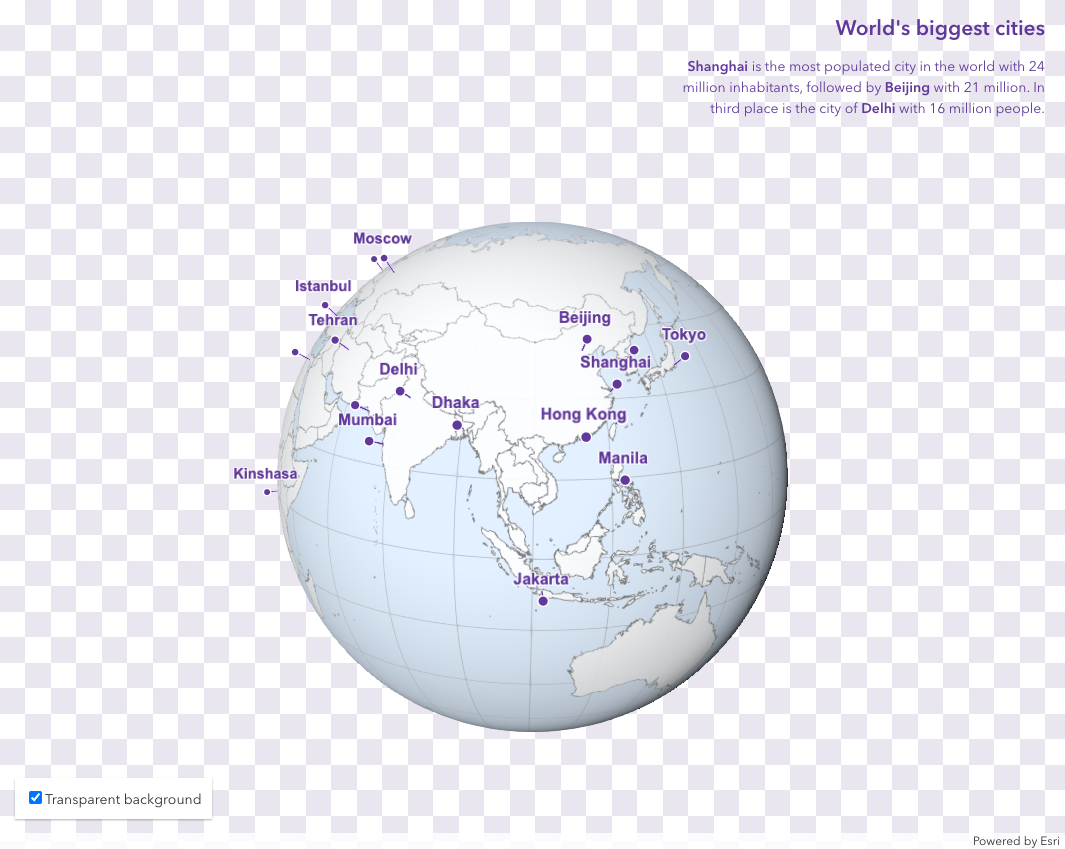 World's biggest cities
Shanghai is the most populated city in the world with 24
million inhabitants, followed by Beijing with 21 million. In
third place is the city of Delhi with 16 million people.
Moscow
Istanbul
Tehran
Beijing
Tokyo
Shanghai
Delhi
Dhaka
Mumbai
Hong Kong
Manila
Kinshasa
Jakarta
Transparent background
Powered by Esri